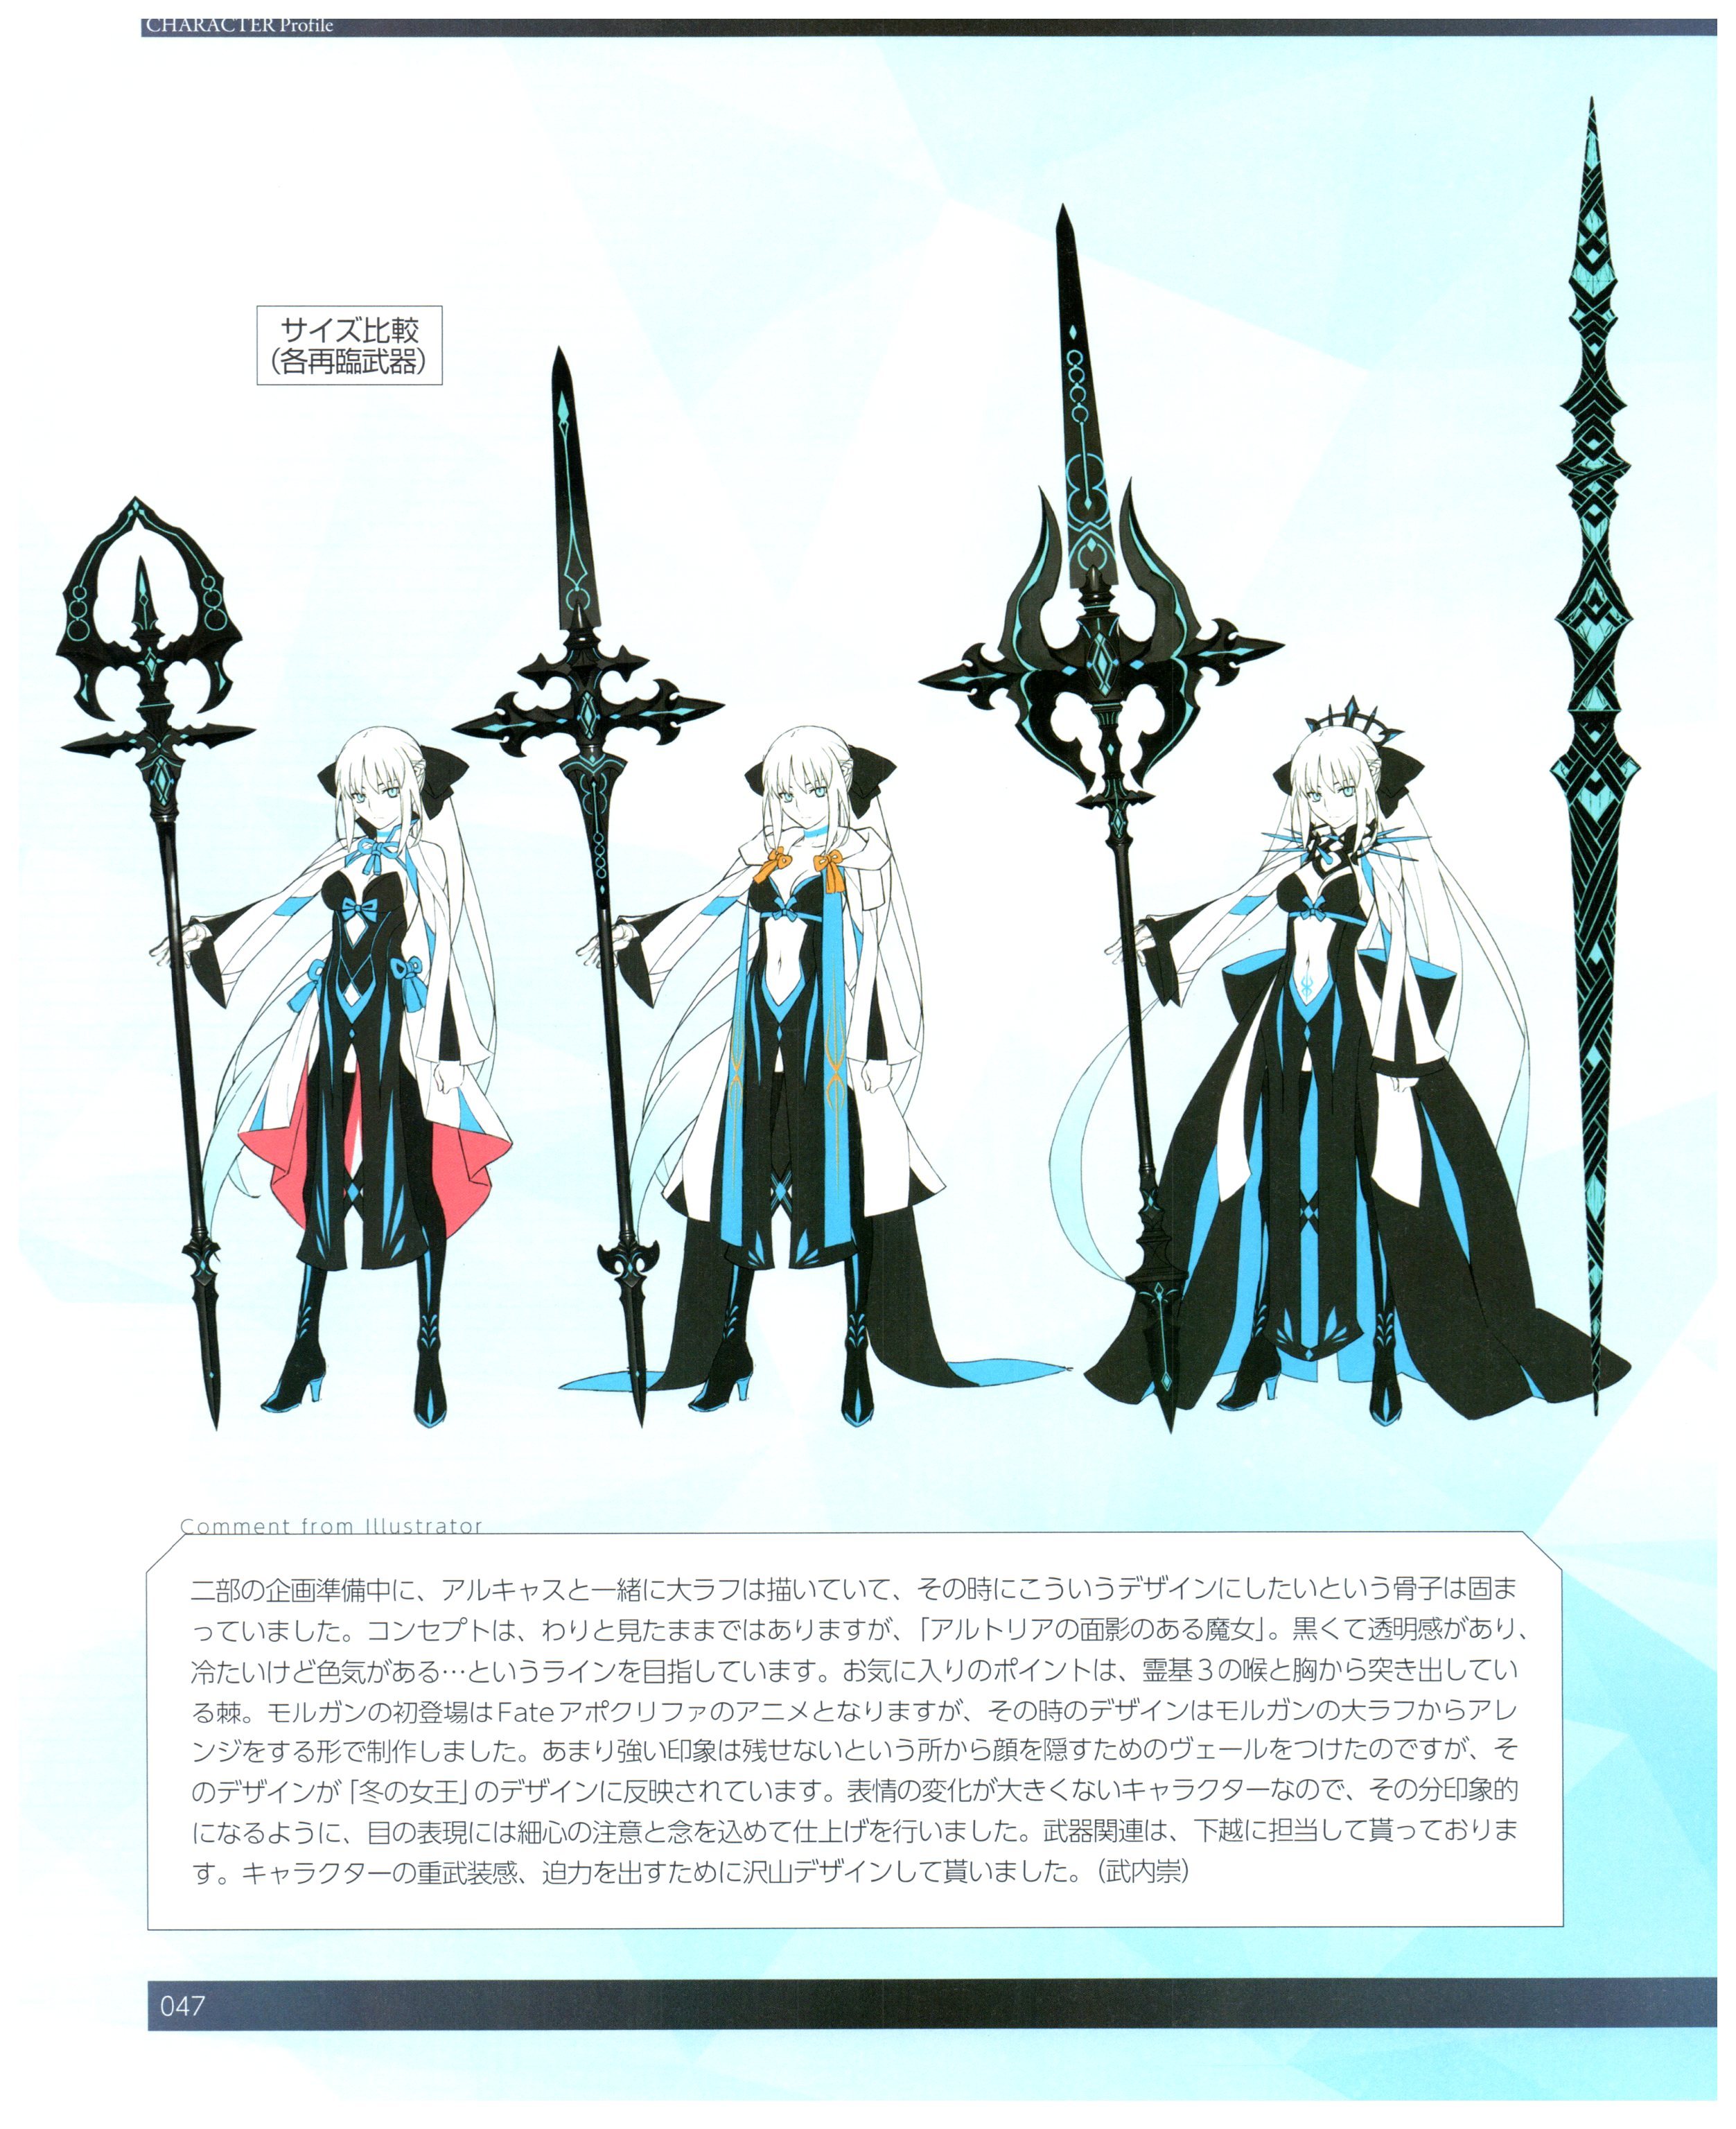 CHARACTER Profile
サイズ比較
(各再臨武器)
Comment from Illustrator
二部の企画準備中に、アルキャスと一緒に大ラフは描いていて、その時にこういうデザインにしたいという骨子は固ま
っていました。コンセプトは、わりと見たままではありますが、「アルトリアの面影のある魔女」。黒くて透明感があり、
冷たいけど色気がある…というラインを目指しています。お気に入りのポイントは、霊基3の喉と胸から突き出してい
る棘。モルガンの初登場はFateアポクリファのアニメとなりますが、その時のデザインはモルガンの大ラフからアレ
ンジをする形で制作しました。あまり強い印象は残せないという所から顔を隠すためのヴェールをつけたのですが、そ
のデザインが「冬の女王」のデザインに反映されています。表情の変化が大きくないキャラクターなので、その分印象的
になるように、目の表現には細心の注意と念を込めて仕上げを行いました。武器関連は、下越に担当して貰っておりま
す。キャラクターの重武装感、迫力を出すために沢山デザインして貰いました。(武内崇)
047